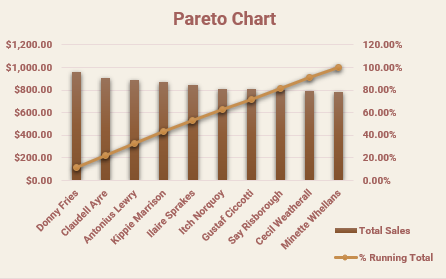 Pareto Chart
$1,200.00
$1,000.00
$800.00
$600.00
$400.00
$200.00
$0.00
120.00%
100.00%
80.00%
60.00%
40.00%
20.00%
0.00%
Donny Fries
Claudell Ayre
Antonius Lewry
Kippie Marrison
Ilaire Sprakes
Itch Norquoy
Gustaf Ciccotti
Say Risborough
Cecil Weatherall
Minette Whellans
Total Sales
% Running Total